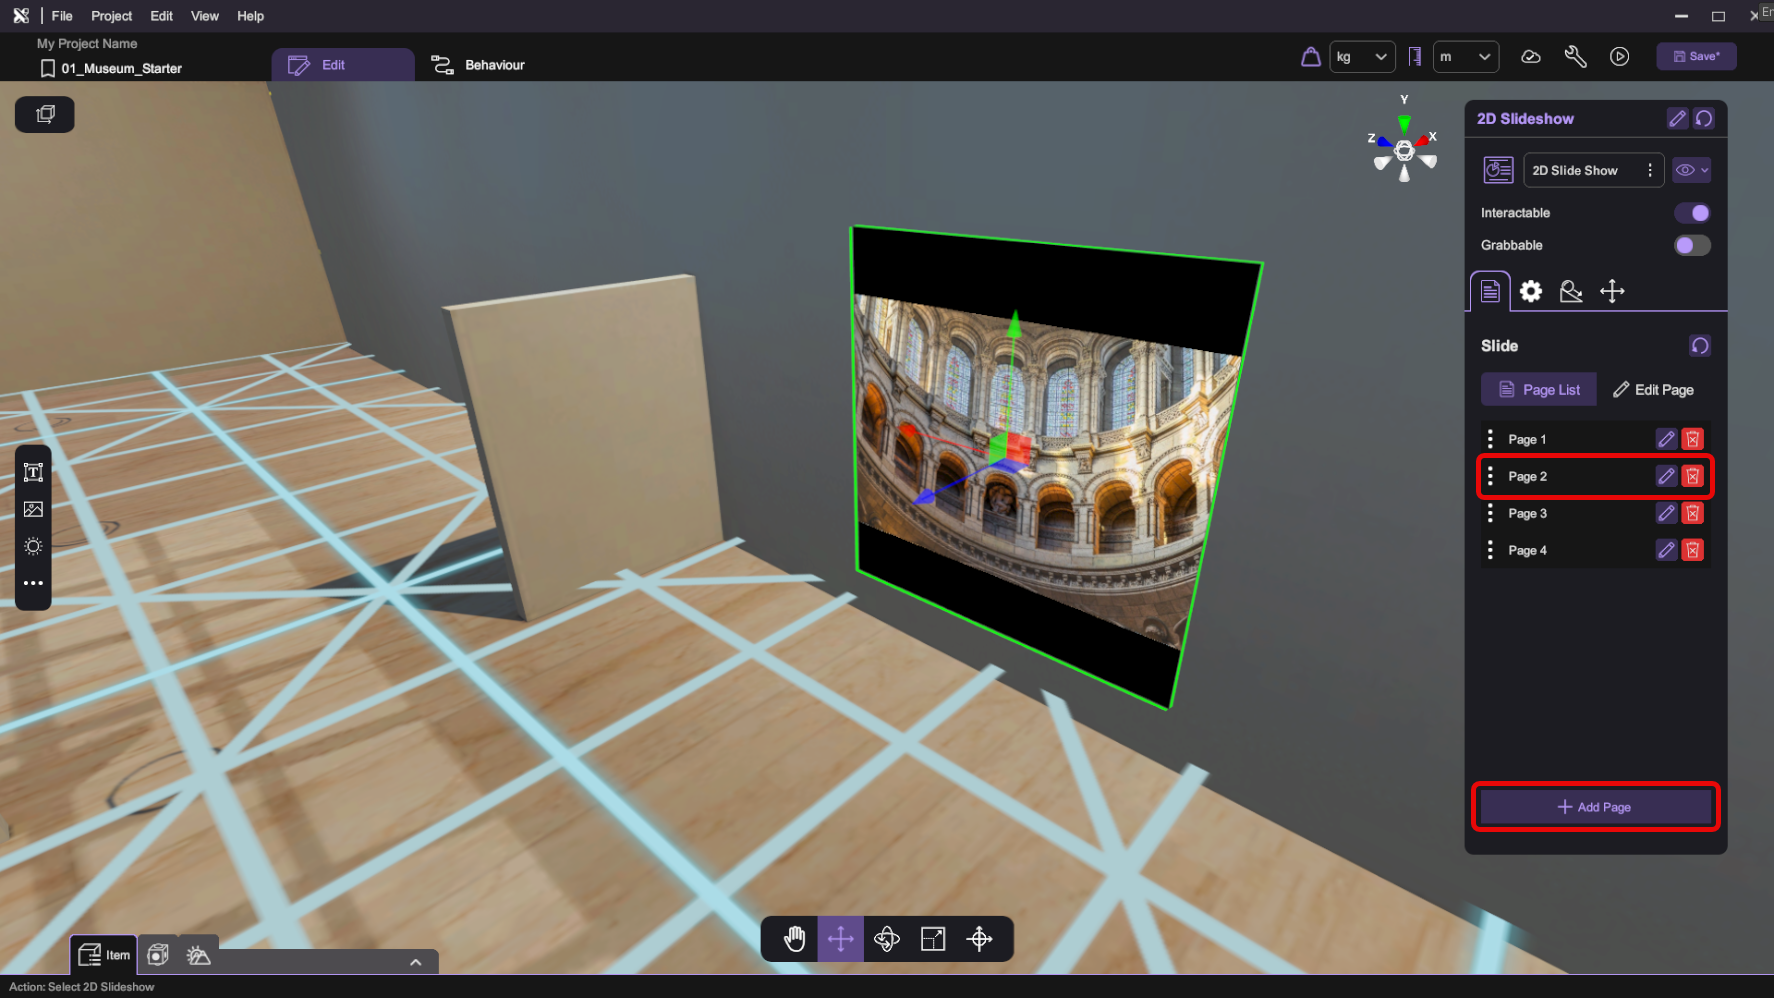 File Project Edit View Help
En
My Project Name
01_Museum_Starter
Edit
Behaviour
kg
m
Save*
Y
Z
X
2D Slideshow
2D Slide Show
Interactable
Grabbable
Slide
Page List
Edit Page
Page 1
Page 2
Page 3
Page 4
T
+ Add Page
Item
Action: Select 2D Slideshow